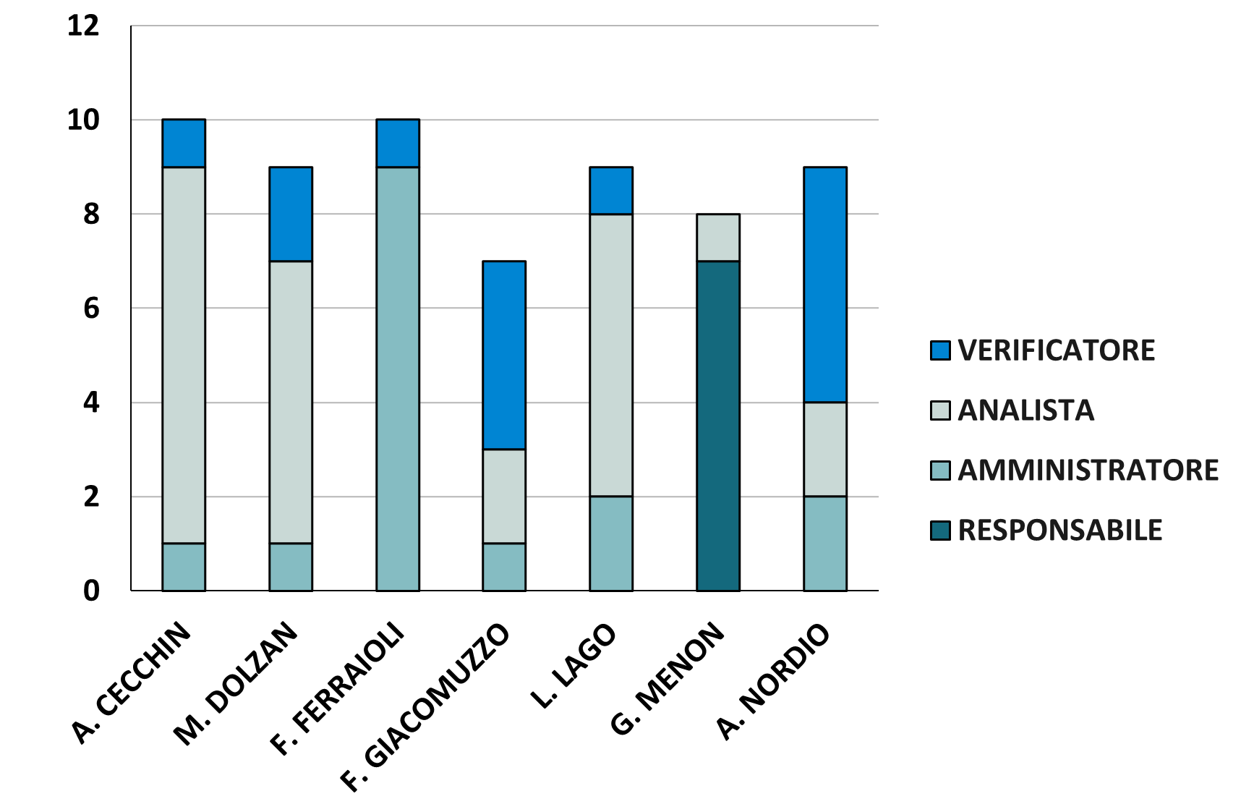 12
10
8
6
4
2
0
A. CECCHIN
M. DOLZAN
F. FERRAIOLI
F. GIACOMUZZO
L. LAGO
G. MENON
A. NORDIO
VERIFICATORE
ANALISTA
AMMINISTRATORE
RESPONSABILE